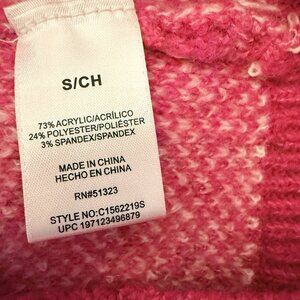 S/CH
73% ACRYLIC/ACRÍLICO
24% POLYESTER/POLIÉSTER
3% SPANDEX/SPANDEX
MADE IN CHINA
HECHO EN CHINA
RN#51323
STYLE NO:C1562219S
UPC 197123496879